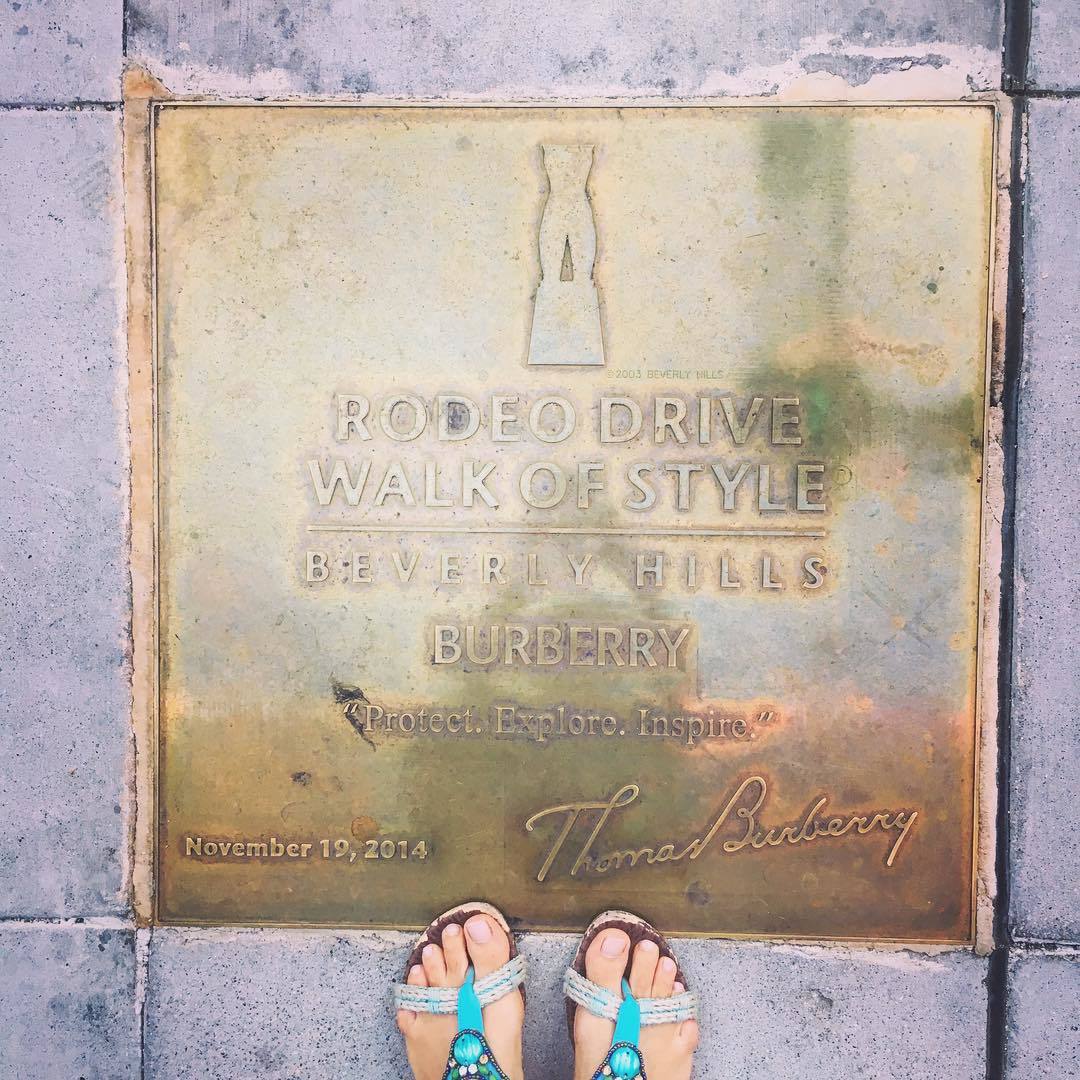 ©2003 BEVERLY HILLS
RODEO DRIVE
WALK OF STYLE
BEVERLY HILLS
BURBERRY
“Protect. Explore. Inspire.”
Thomas Burberry
November 19, 2014